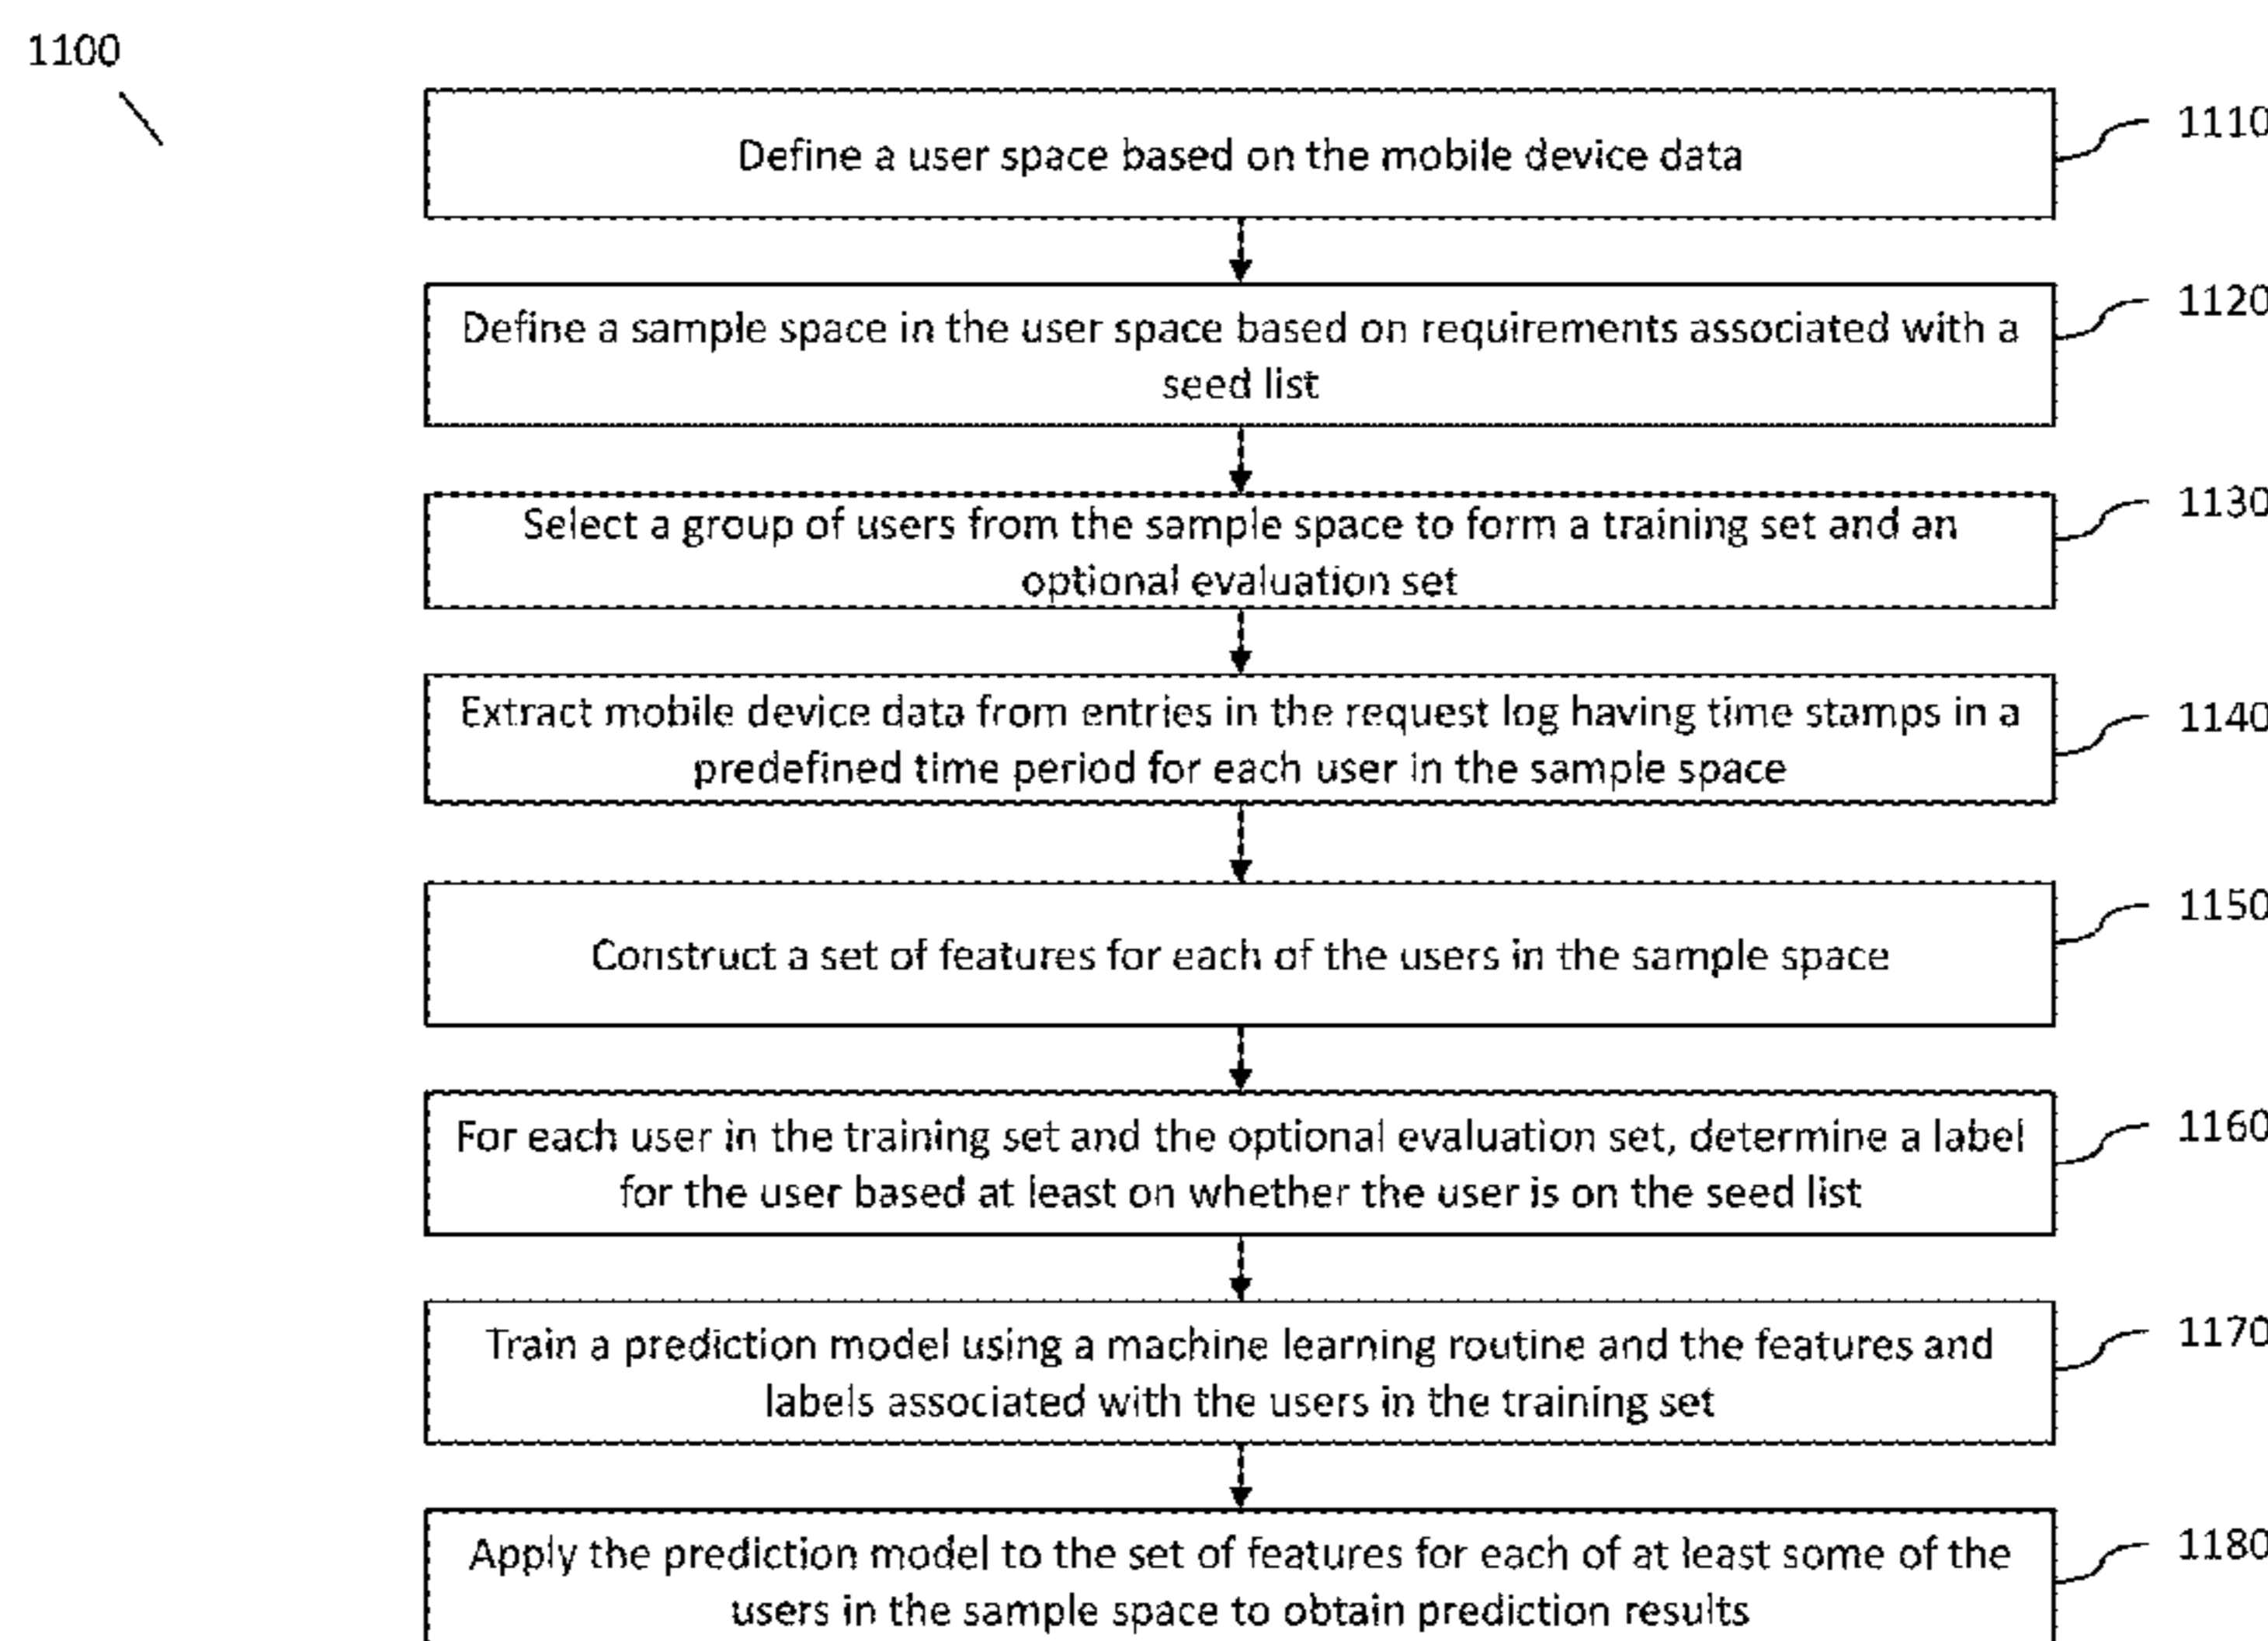 1100
Define a user space based on the mobile device data
1110
Define a sample space in the user space based on requirements associated with a
seed list
1120
Select a group of users from the sample space to form a training set and an
optional evaluation set
1130
Extract mobile device data from entries in the request log having time stamps in a
predefined time period for each user in the sample space
1140
Construct a set of features for each of the users in the sample space
1150
For each user in the training set and the optional evaluation set, determine a label
for the user based at least on whether the user is on the seed list
1160
Train a prediction model using a machine learning routine and the features and
labels associated with the users in the training set
1170
Apply the prediction model to the set of features for each of at least some of the
users in the sample space to obtain prediction results
1180